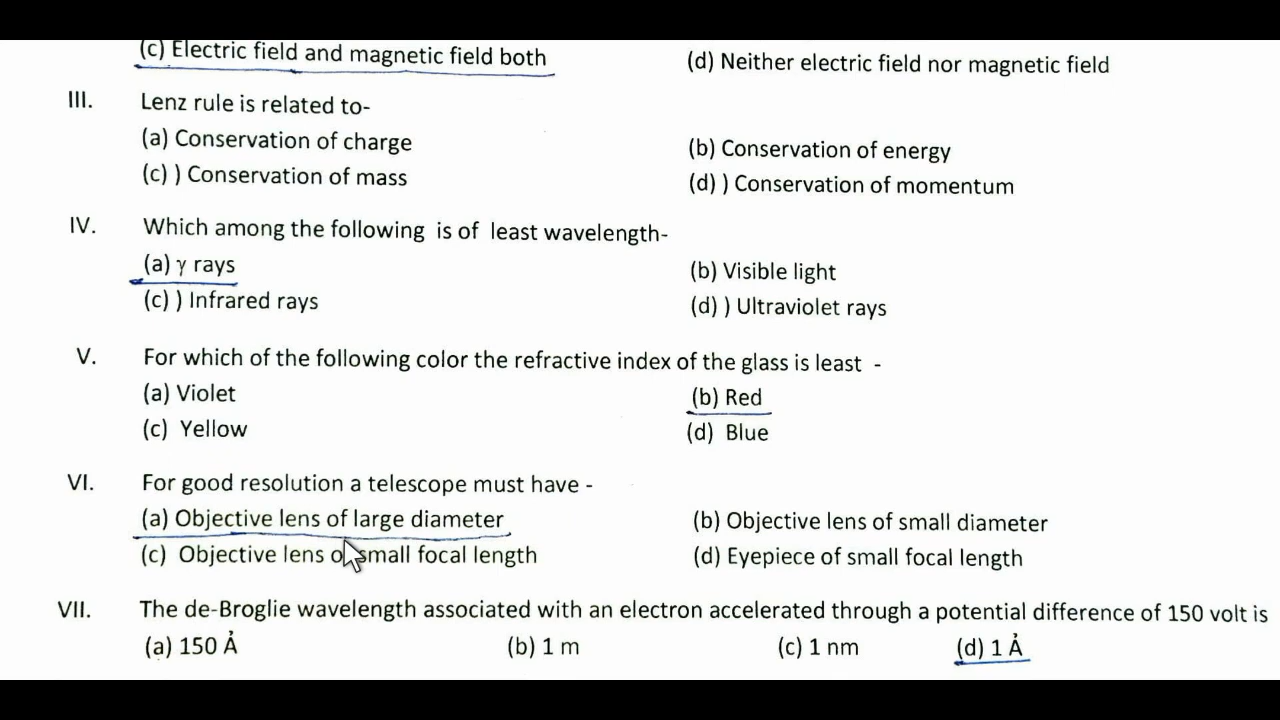 (c) Electric field and magnetic field both (d) Neither electric field nor magnetic field
III. Lenz rule is related to-
(a) Conservation of charge (b) Conservation of energy
(c) ) Conservation of mass (d) ) Conservation of momentum
IV. Which among the following is of least wavelength-
(a) γ rays (b) Visible light
(c) ) Infrared rays (d) ) Ultraviolet rays
V. For which of the following color the refractive index of the glass is least -
(a) Violet (b) Red
(c) Yellow (d) Blue
VI. For good resolution a telescope must have -
(a) Objective lens of large diameter (b) Objective lens of small diameter
(c) Objective lens of small focal length (d) Eyepiece of small focal length
VII. The de-Broglie wavelength associated with an electron accelerated through a potential difference of 150 volt is
(a) 150 Ả (b) 1 m (c) 1 nm (d) 1 Ả